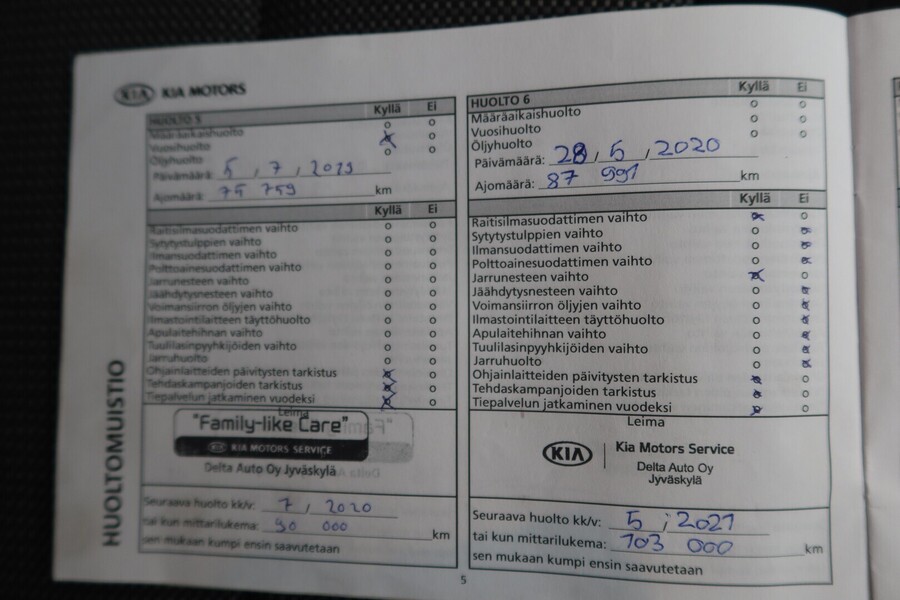 HUOLTOMUISTIO
KIA KIA MOTORS
HUOLTO 5 Kyllä Ei
Määräaikaishuolto
Vuosihuolto
Öljyhuolto
Päivämäärä: 5, 7, 2019
Ajomäärä: 75 759 km
Kyllä Ei
Raitisilmasuodattimen vaihto
Sytytystulppien vaihto
Ilmansuodattimen vaihto
Polttoainesuodattimen vaihto
Jarrunesteen vaihto
Jäähdytysnesteen vaihto
Voimansiirron öljyjen vaihto
Ilmastointilaitteen täyttöhuolto
Apulaitehihnan vaihto
Tuulilasinpyyhkijöiden vaihto
Jarruhuolto
Ohjainlaitteiden päivitysten tarkistus
Tehdaskampanjoiden tarkistus
Tiepalvelun jatkaminen vuodeksi
Leima
"Family-like Care"
KIA KIA MOTORS SERVICE
Delta Auto Oy Jyväskylä
Seuraava huolto kk/v: 7, 2020
tai kun mittarilukema: 90 000 km
sen mukaan kumpi ensin saavutetaan
HUOLTO 6 Kyllä Ei
Määräaikaishuolto
Vuosihuolto
Öljyhuolto
Päivämäärä: 28, 5, 2020
Ajomäärä: 87 991 km
Kyllä Ei
Raitisilmasuodattimen vaihto
Sytytystulppien vaihto
Ilmansuodattimen vaihto
Polttoainesuodattimen vaihto
Jarrunesteen vaihto
Jäähdytysnesteen vaihto
Voimansiirron öljyjen vaihto
Ilmastointilaitteen täyttöhuolto
Apulaitehihnan vaihto
Tuulilasinpyyhkijöiden vaihto
Jarruhuolto
Ohjainlaitteiden päivitysten tarkistus
Tehdaskampanjoiden tarkistus
Tiepalvelun jatkaminen vuodeksi
Leima
KIA Kia Motors Service
Delta Auto Oy
Jyväskylä
Seuraava huolto kk/v: 5, 2021
tai kun mittarilukema: 103 000 km
sen mukaan kumpi ensin saavutetaan
5